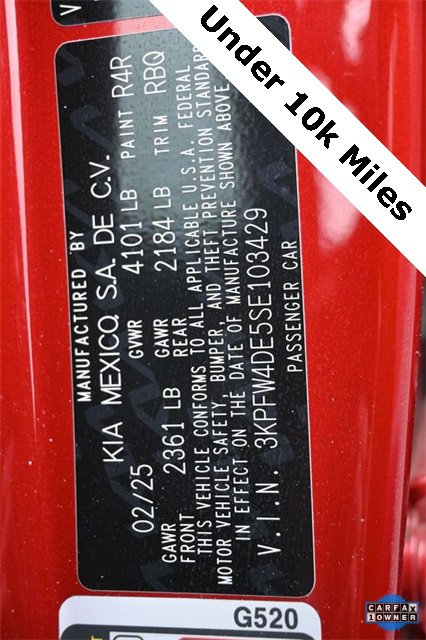 V
MANUFACTURED BY
KIA MEXICO, S.A. DE C.V.
02/25 GVWR 4101 LB PAINT R4R
GAWR FRONT 2361 LB GAWR REAR 2184 LB TRIM RBQ
THIS VEHICLE CONFORMS TO ALL APPLICABLE U.S.A. FEDERAL
MOTOR VEHICLE SAFETY, BUMPER, AND THEFT PREVENTION STANDARD
IN EFFECT ON THE DATE OF MANUFACTURE SHOWN ABOVE
V.I.N. 3KPFW4DE5SE103429
PASSENGER CAR
Under 10k Miles
G520
CARFAX
1 OWNER